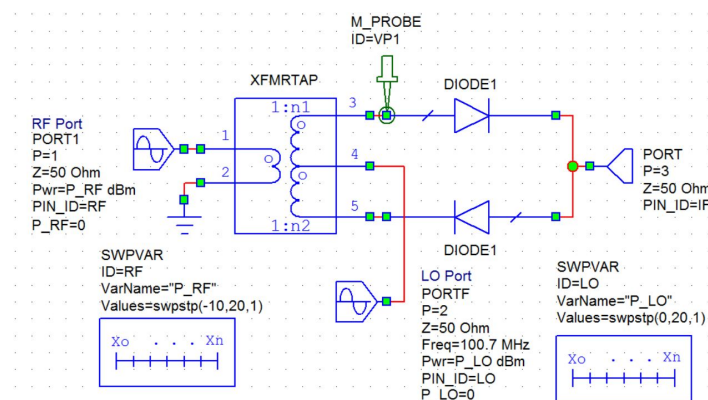 M_PROBE
ID=VP1
XFMRTAP
DIODE1
1:n1
3
RF Port
PORT1
P=1
Z=50 Ohm
Pwr=P_RF dBm
PIN_ID=RF
P_RF=0
1
2
4
5
1:n2
PORT
P=3
Z=50 Ohm
PIN_ID=IF
DIODE1
SWPVAR
ID=RF
VarName="P_RF"
Values=swpstp(-10,20,1)
Xo . . . Xn
LO Port
PORTF
P=2
Z=50 Ohm
Freq=100.7 MHz
Pwr=P_LO dBm
PIN_ID=LO
P_LO=0
SWPVAR
ID=LO
VarName="P_LO"
Values=swpstp(0,20,1)
Xo . . . Xn